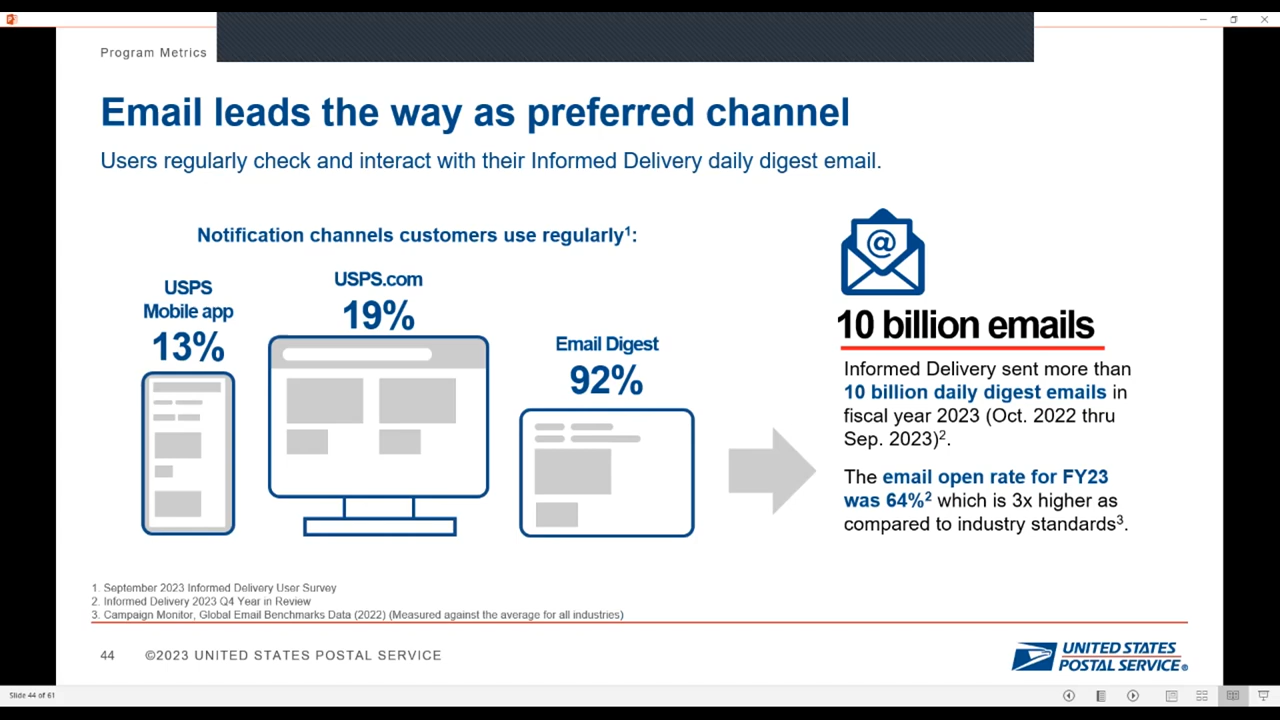 Program Metrics
Email leads the way as preferred channel
Users regularly check and interact with their Informed Delivery daily digest email.
Notification channels customers use regularly¹:
USPS
Mobile app
13%
USPS.com
19%
Email Digest
92%
@
10 billion emails
Informed Delivery sent more than
10 billion daily digest emails in
fiscal year 2023 (Oct. 2022 thru
Sep. 2023)².
The email open rate for FY23
was 64%² which is 3x higher as
compared to industry standards³.
1. September 2023 Informed Delivery User Survey
2. Informed Delivery 2023 Q4 Year in Review
3. Campaign Monitor, Global Email Benchmarks Data (2022) (Measured against the average for all industries)
44 ©2023 UNITED STATES POSTAL SERVICE
UNITED STATES
POSTAL SERVICE®
Slide 44 of 61